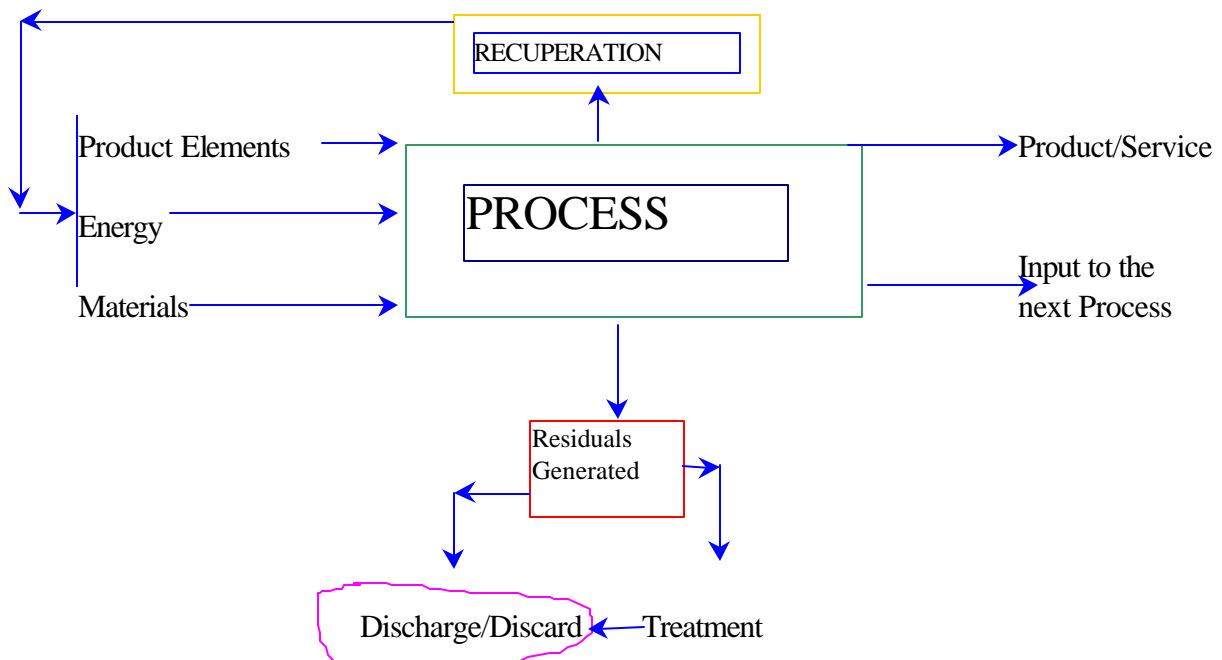 RECUPERATION
Product Elements
Product/Service
PROCESS
Energy
Input to the
next Process
Materials
Residuals
Generated
Discharge/Discard
Treatment